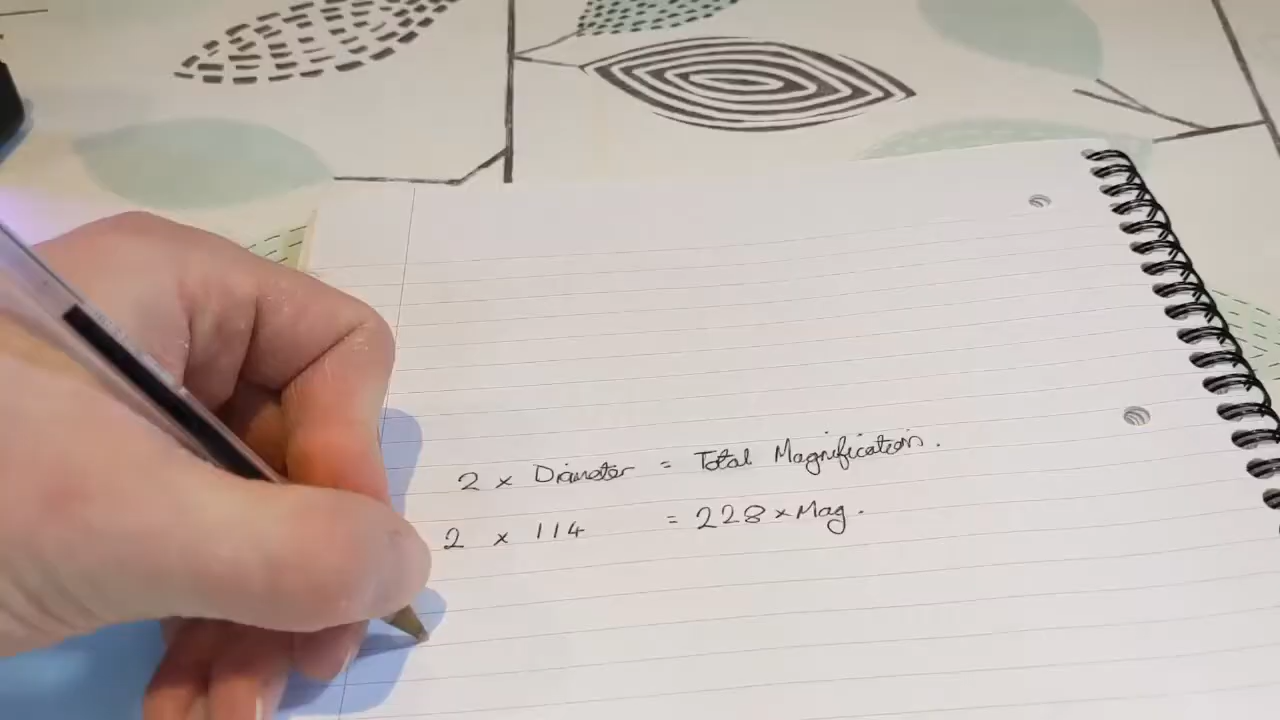 2 x Diameter = Total Magnification.
2 x 114 = 228 x Mag.